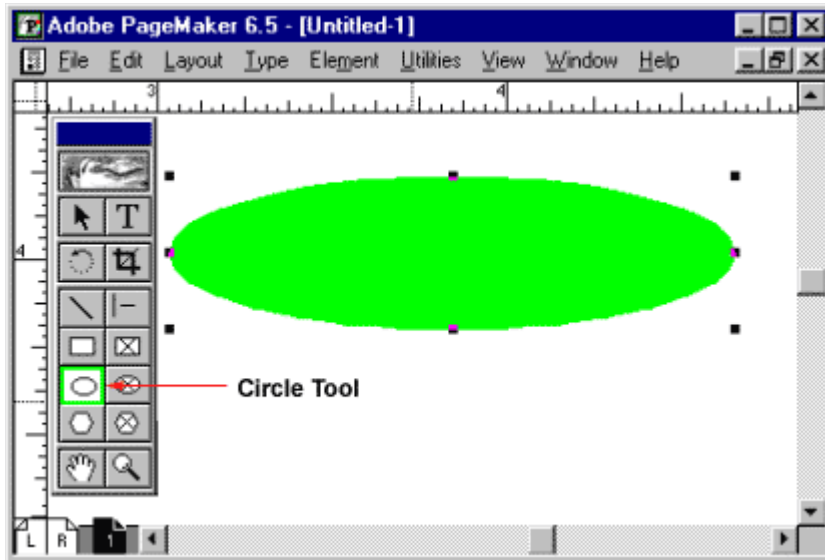 Adobe PageMaker 6.5 - [Untitled-1]
File Edit Layout Type Element Utilities View Window Help
3 4
T
4
Circle Tool
L R 1